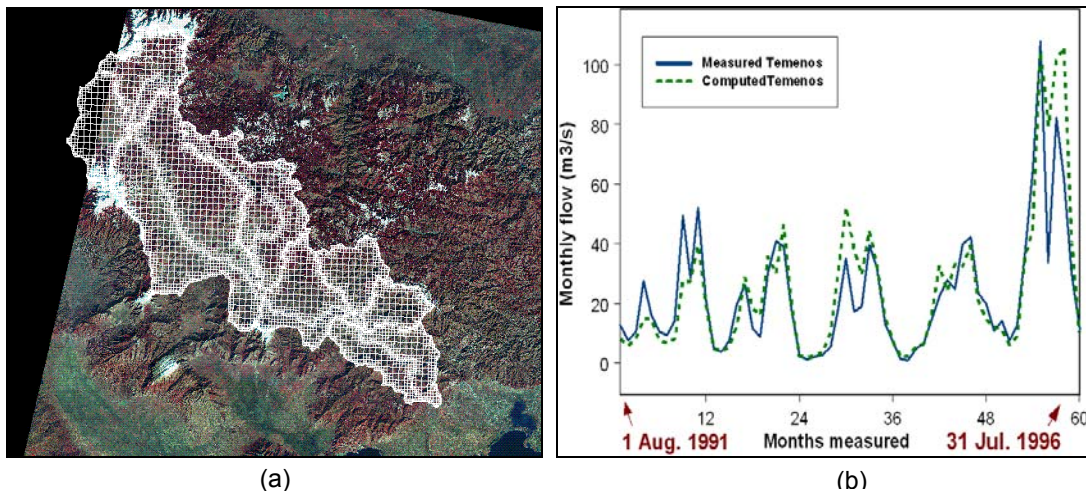 Measured Temenos
ComputedTemenos
Monthly flow (m3/s)
100
80
60
40
20
0
12
24
36
48
60
1 Aug. 1991
Months measured
31 Jul. 1996
(a)
(b)